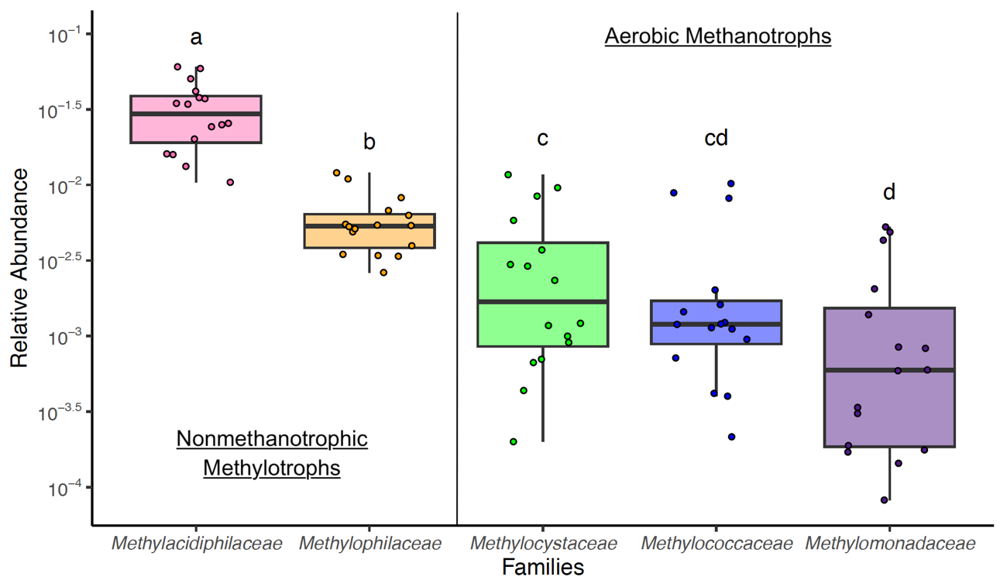 10⁻¹
10⁻¹·⁵
10⁻²
10⁻²·⁵
10⁻³
10⁻³·⁵
10⁻⁴
Relative Abundance
a
b
c
cd
d
Aerobic Methanotrophs
Nonmethanotrophic
Methylotrophs
Methylacidiphilaceae Methylophilaceae Methylocystaceae Methylococcaceae Methylomonadaceae
Families